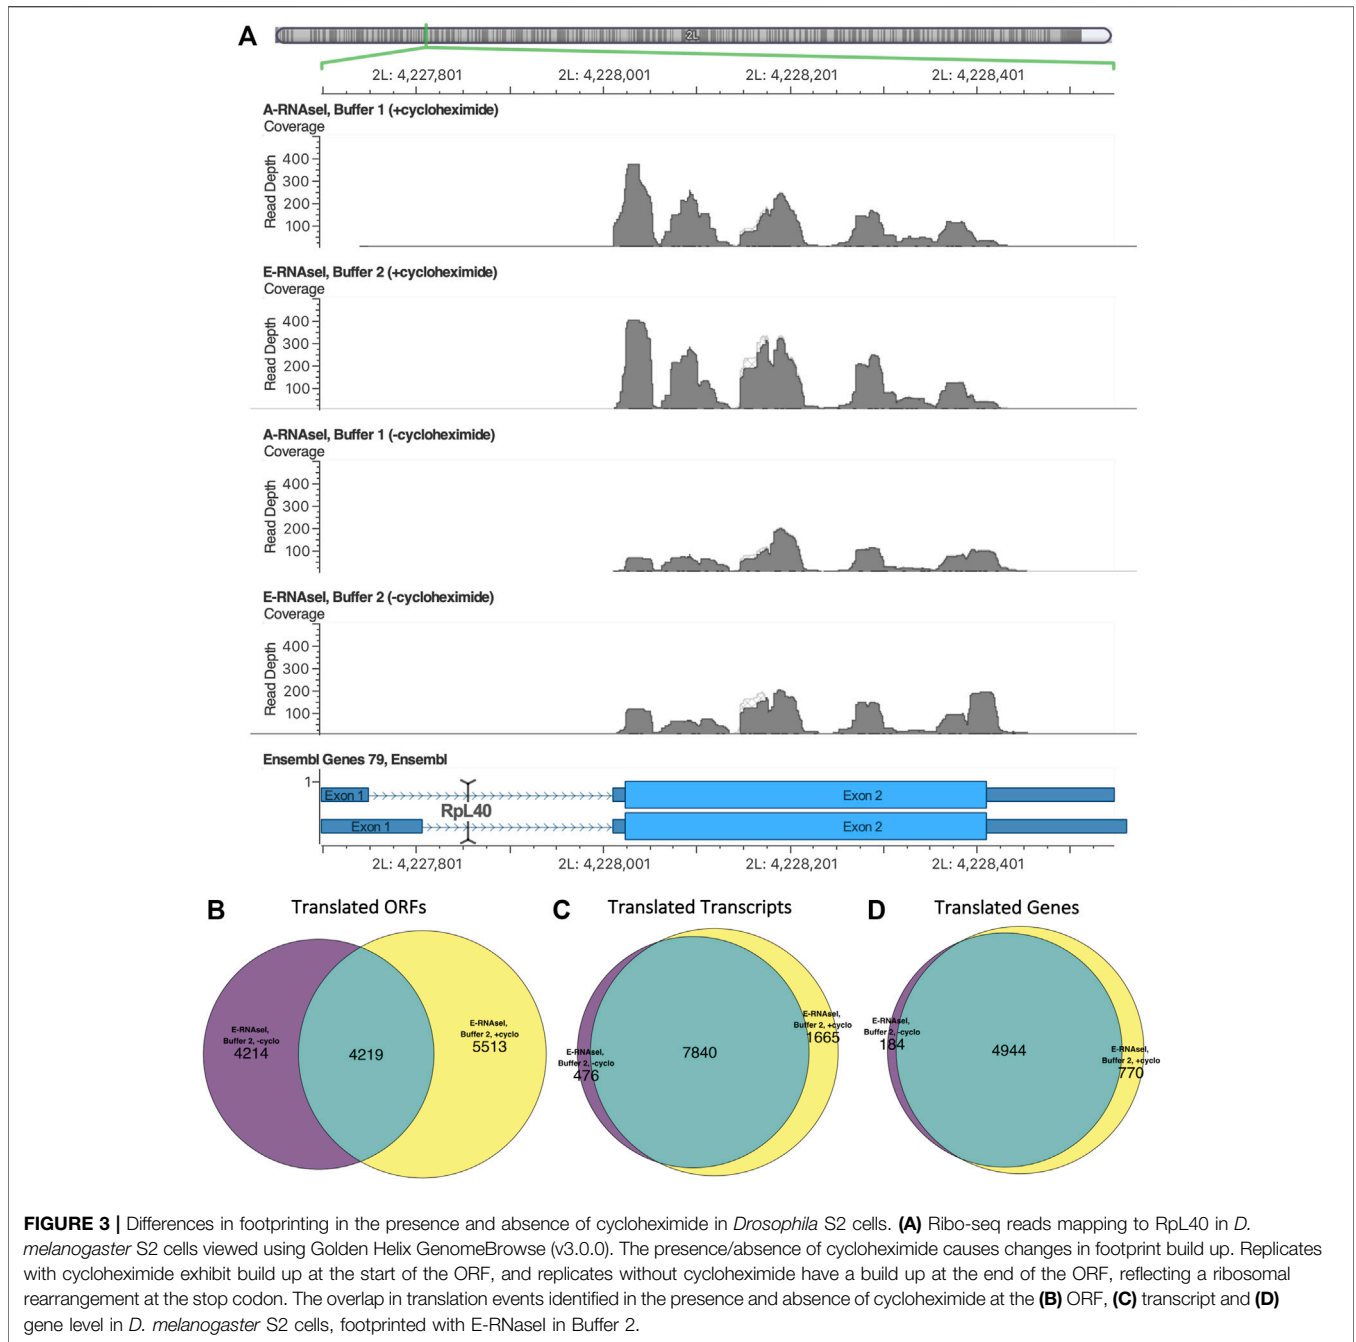 A
2L
2L: 4,227,801 2L: 4,228,001 2L: 4,228,201 2L: 4,228,401
A-RNAseI, Buffer 1 (+cycloheximide)
Coverage
Read Depth
400
300
200
100
E-RNAseI, Buffer 2 (+cycloheximide)
Coverage
Read Depth
400
300
200
100
A-RNAseI, Buffer 1 (-cycloheximide)
Coverage
Read Depth
400
300
200
100
E-RNAseI, Buffer 2 (-cycloheximide)
Coverage
Read Depth
400
300
200
100
Ensembl Genes 79, Ensembl
1
Exon 1 Exon 2
RpL40
Exon 1 Exon 2
2L: 4,227,801 2L: 4,228,001 2L: 4,228,201 2L: 4,228,401
B Translated ORFs
E-RNAseI,
Buffer 2, -cyclo
4214
4219
E-RNAseI,
Buffer 2, +cyclo
5513
C Translated Transcripts
E-RNAseI,
Buffer 2, -cyclo
476
7840
E-RNAseI,
Buffer 2, +cyclo
1665
D Translated Genes
E-RNAseI,
Buffer 2, -cyclo
184
4944
E-RNAseI,
Buffer 2, +cyclo
770
FIGURE 3 | Differences in footprinting in the presence and absence of cycloheximide in Drosophila S2 cells. (A) Ribo-seq reads mapping to RpL40 in D.
melanogaster S2 cells viewed using Golden Helix GenomeBrowse (v3.0.0). The presence/absence of cycloheximide causes changes in footprint build up. Replicates
with cycloheximide exhibit build up at the start of the ORF, and replicates without cycloheximide have a build up at the end of the ORF, reflecting a ribosomal
rearrangement at the stop codon. The overlap in translation events identified in the presence and absence of cycloheximide at the (B) ORF, (C) transcript and (D)
gene level in D. melanogaster S2 cells, footprinted with E-RNaseI in Buffer 2.